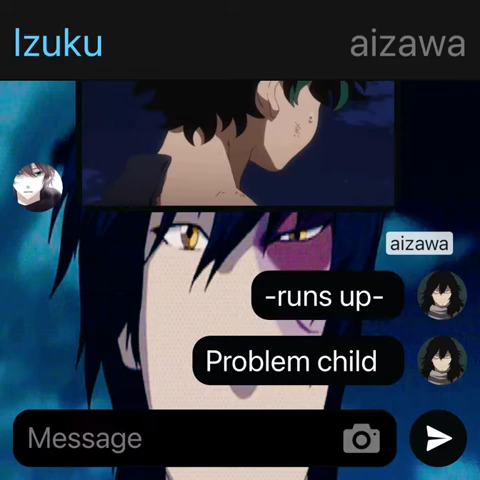 Izuku
aizawa
aizawa
-runs up-
Problem child
Message